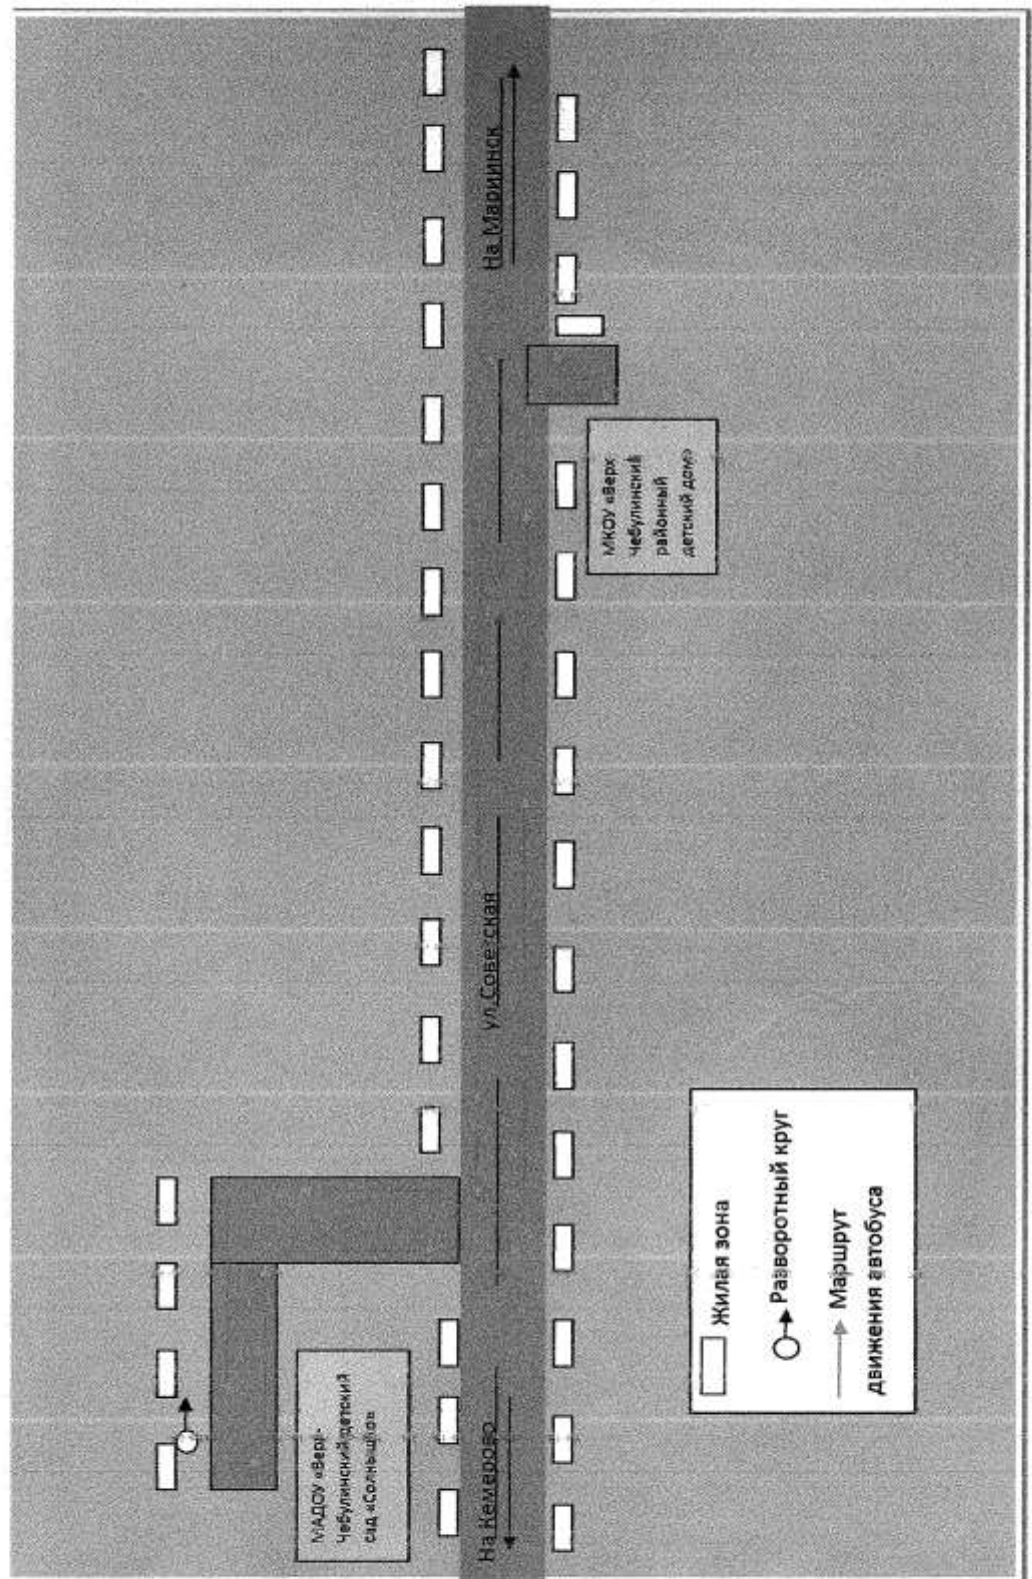 МАДОУ «Верх-
Чебулинский детский
сад «Солнышко»
На Кемерово
ул Советская
На Мариинск
МКОУ «Верх
Чебулинский
районный
детский дом»
Жилая зона
Разворотный круг
Маршрут
движения автобуса